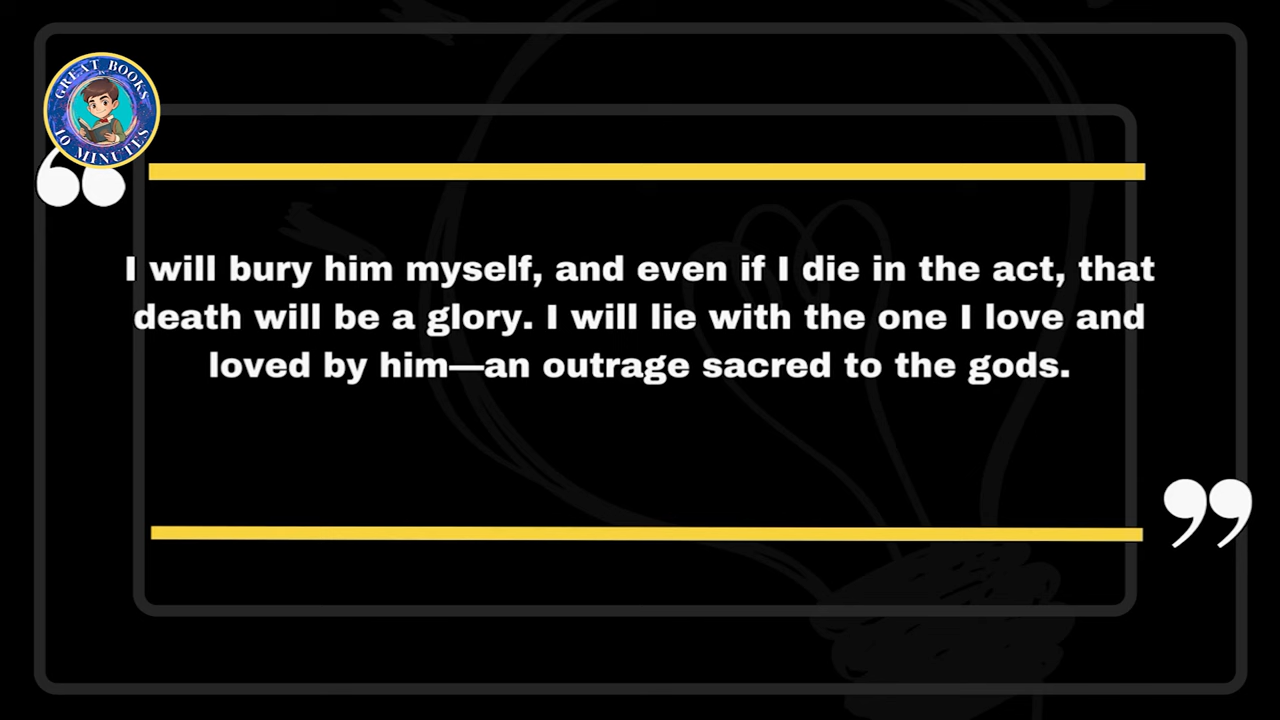 GREAT BOOKS
IN
10 MINUTES
“
I will bury him myself, and even if I die in the act, that
death will be a glory. I will lie with the one I love and
loved by him—an outrage sacred to the gods.
”